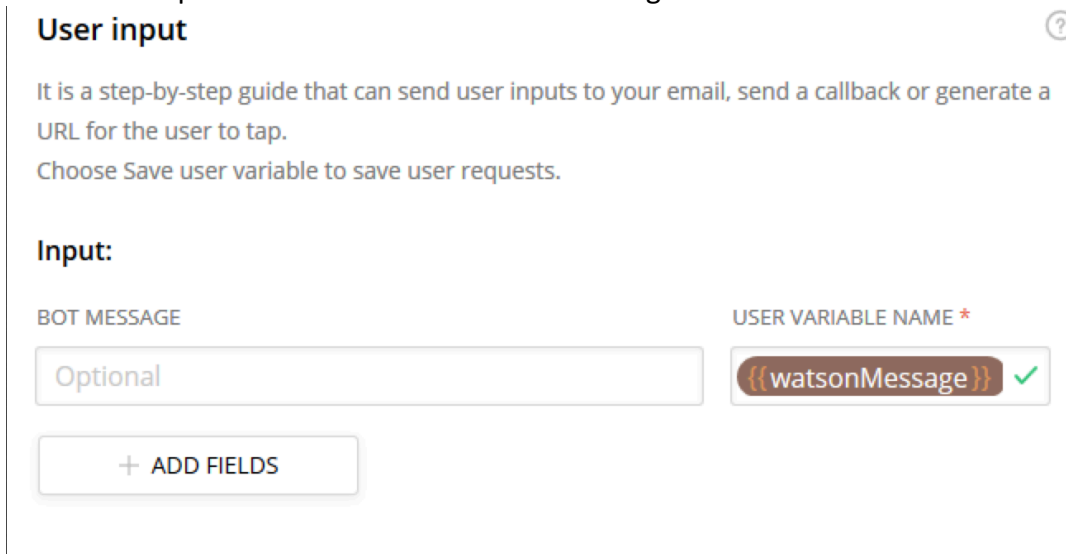 User input
It is a step-by-step guide that can send user inputs to your email, send a callback or generate a
URL for the user to tap.
Choose Save user variable to save user requests.
Input:
BOT MESSAGE USER VARIABLE NAME *
Optional {{watsonMessage}}
+ ADD FIELDS